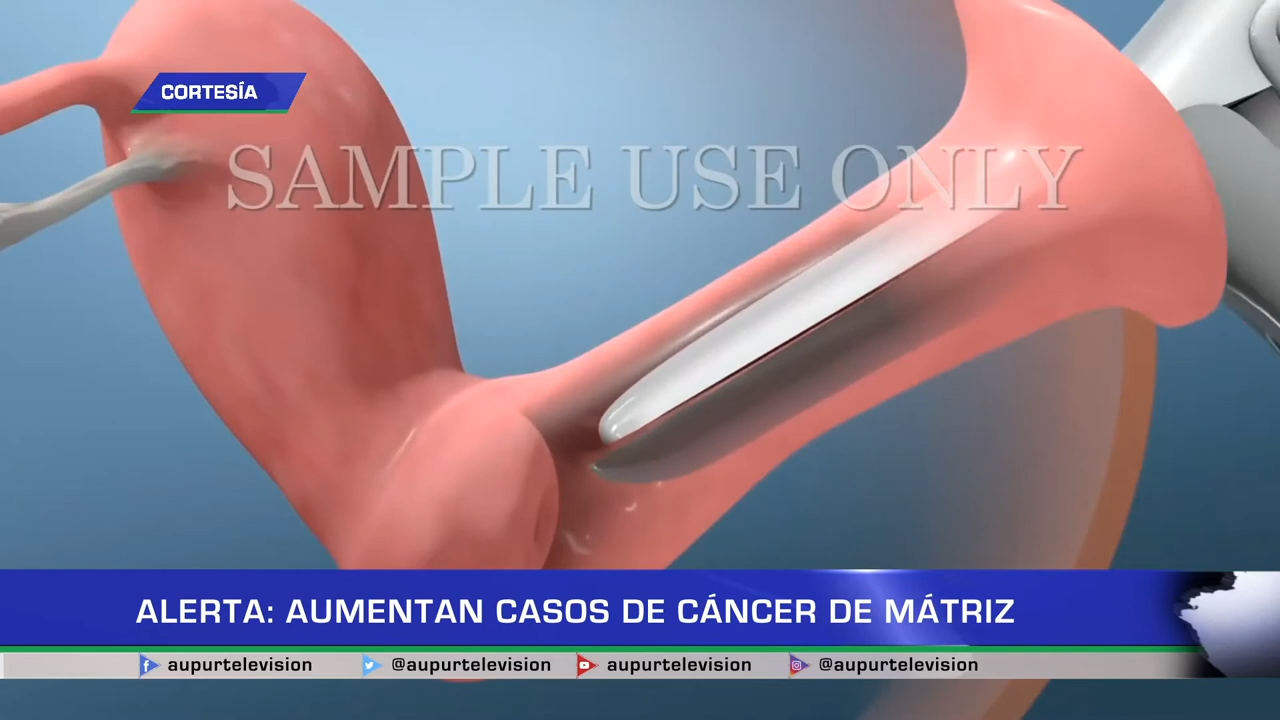 CORTESÍA
SAMPLE USE ONLY
ALERTA: AUMENTAN CASOS DE CÁNCER DE MÁTRIZ
aupurtelevision @aupurtelevision aupurtelevision @aupurtelevision